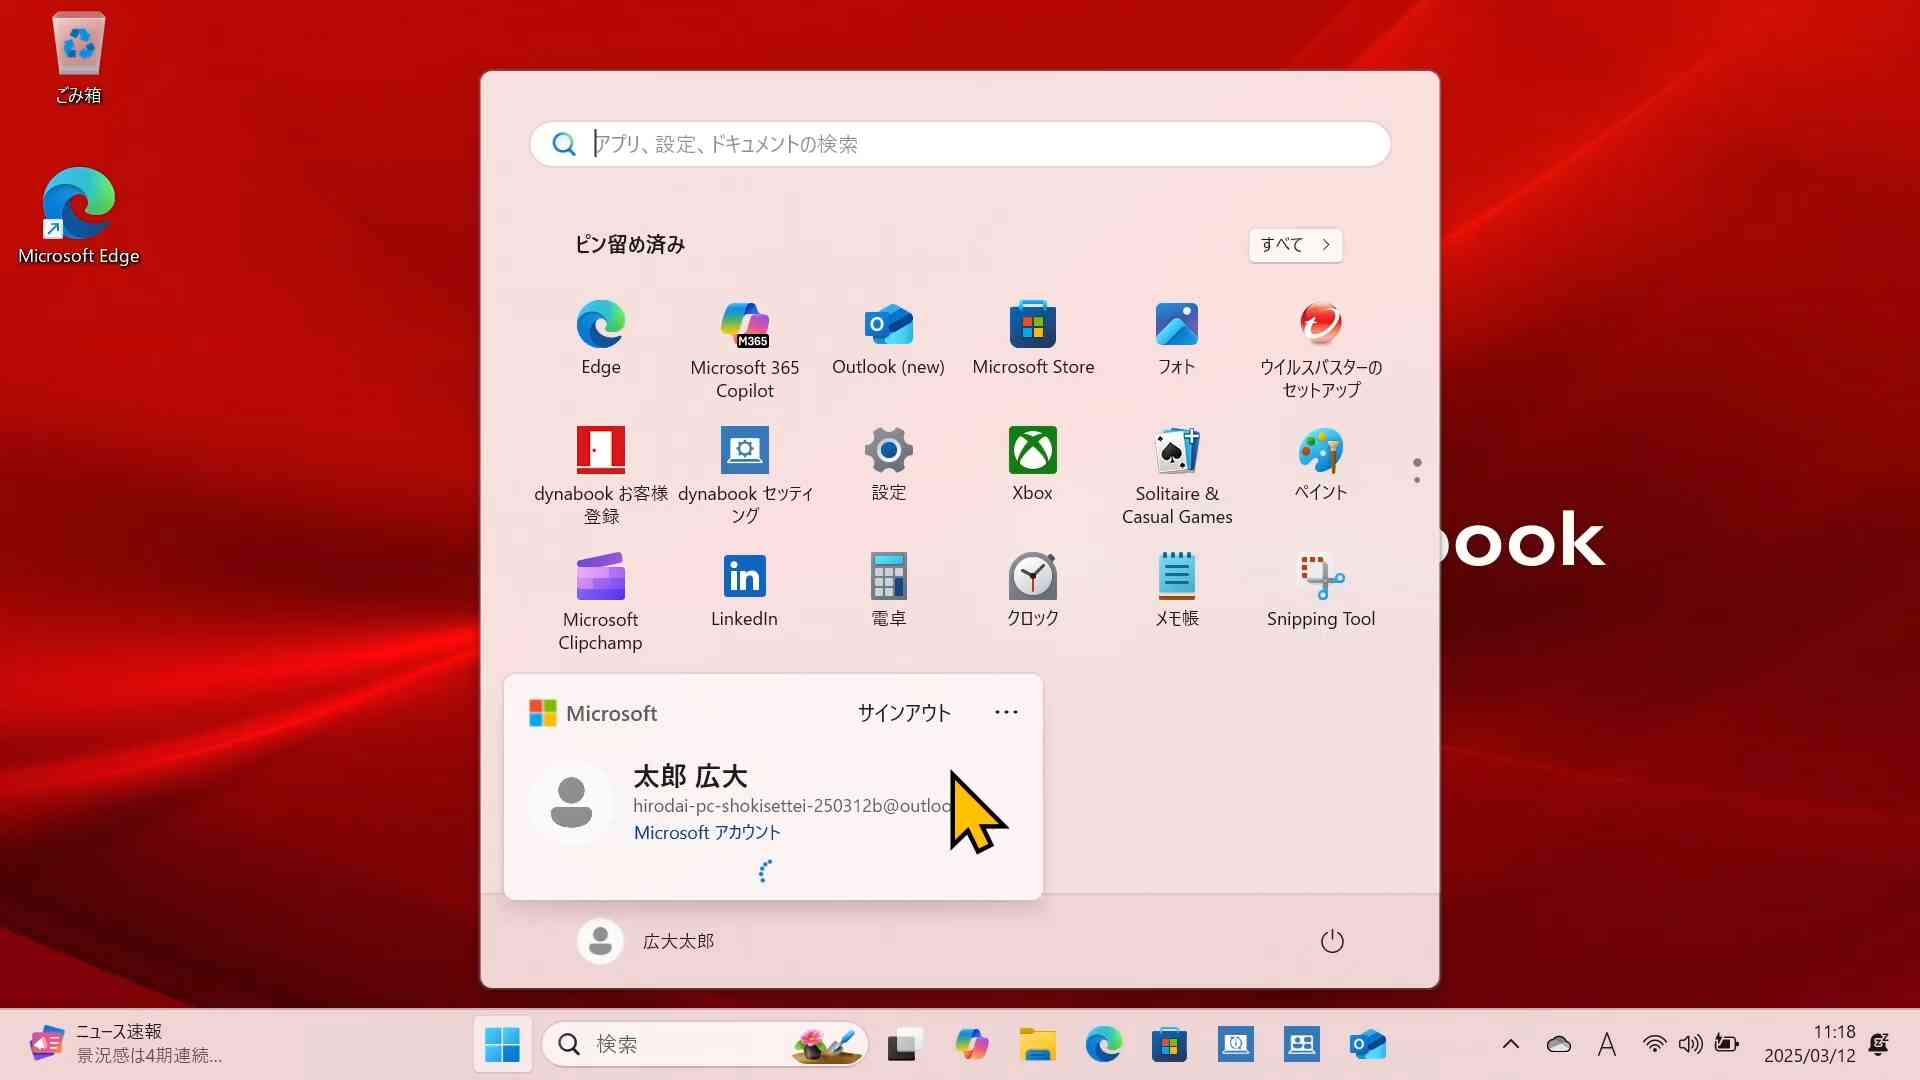 ごみ箱
Microsoft Edge
アプリ、設定、ドキュメントの検索
ピン留め済み
すべて
Edge
Microsoft 365
Copilot
M365
Outlook (new)
Microsoft Store
フォト
ウイルスバスターの
セットアップ
dynabook お客様
登録
dynabook セッティ
ング
設定
Xbox
Solitaire &
Casual Games
ペイント
Microsoft
Clipchamp
LinkedIn
電卓
クロック
メモ帳
Snipping Tool
book
Microsoft
サインアウト
太郎 広大
hirodai-pc-shokisettei-250312b@outloo
Microsoft アカウント
広大太郎
ニュース速報
景況感は4期連続...
検索
A
11:18
2025/03/12